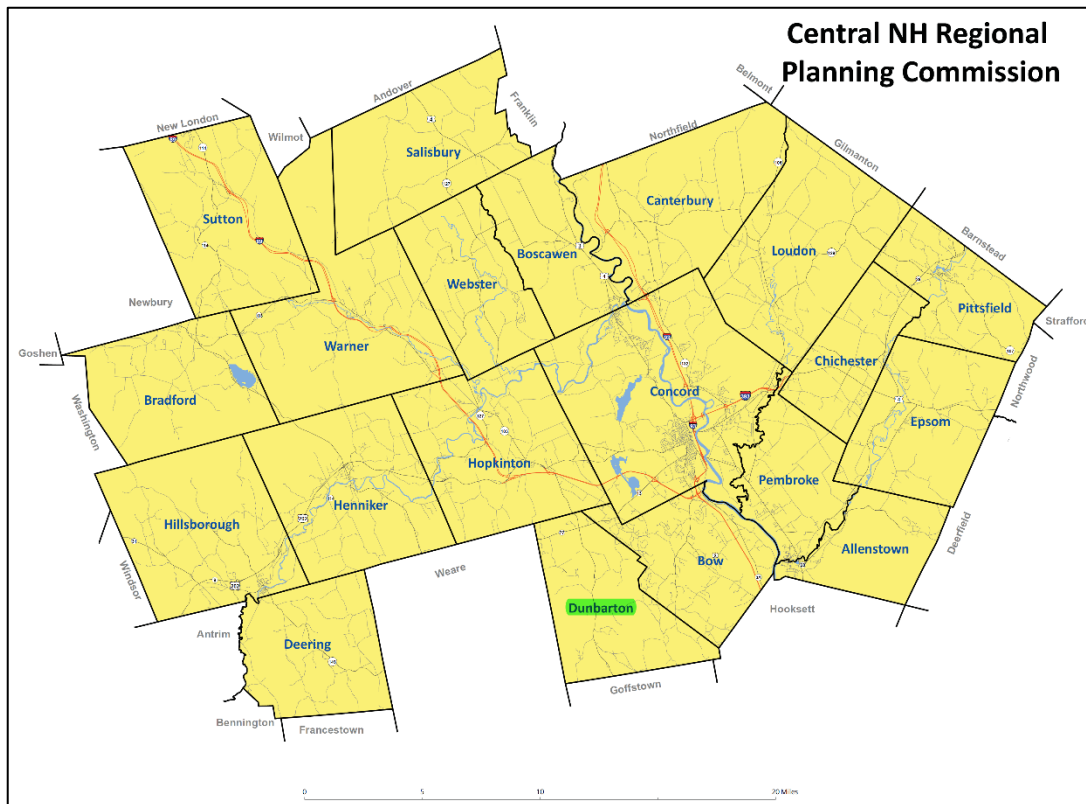 Central NH Regional
Planning Commission
Belmont
Andover
Franklin
Northfield
Gilmanton
New London
Wilmot
Salisbury
Canterbury
Sutton
Barnstead
Boscawen
Loudon
Webster
Pittsfield
Newbury
Strafford
Warner
Goshen
Chichester
Concord
Bradford
Northwood
Washington
Epsom
Hopkinton
Pembroke
Henniker
Hillsborough
Allenstown
Deerfield
Bow
Weare
Windsor
Dunbarton
Hooksett
Antrim
Deering
Goffstown
Bennington
Francestown
0 5 10 20 Miles